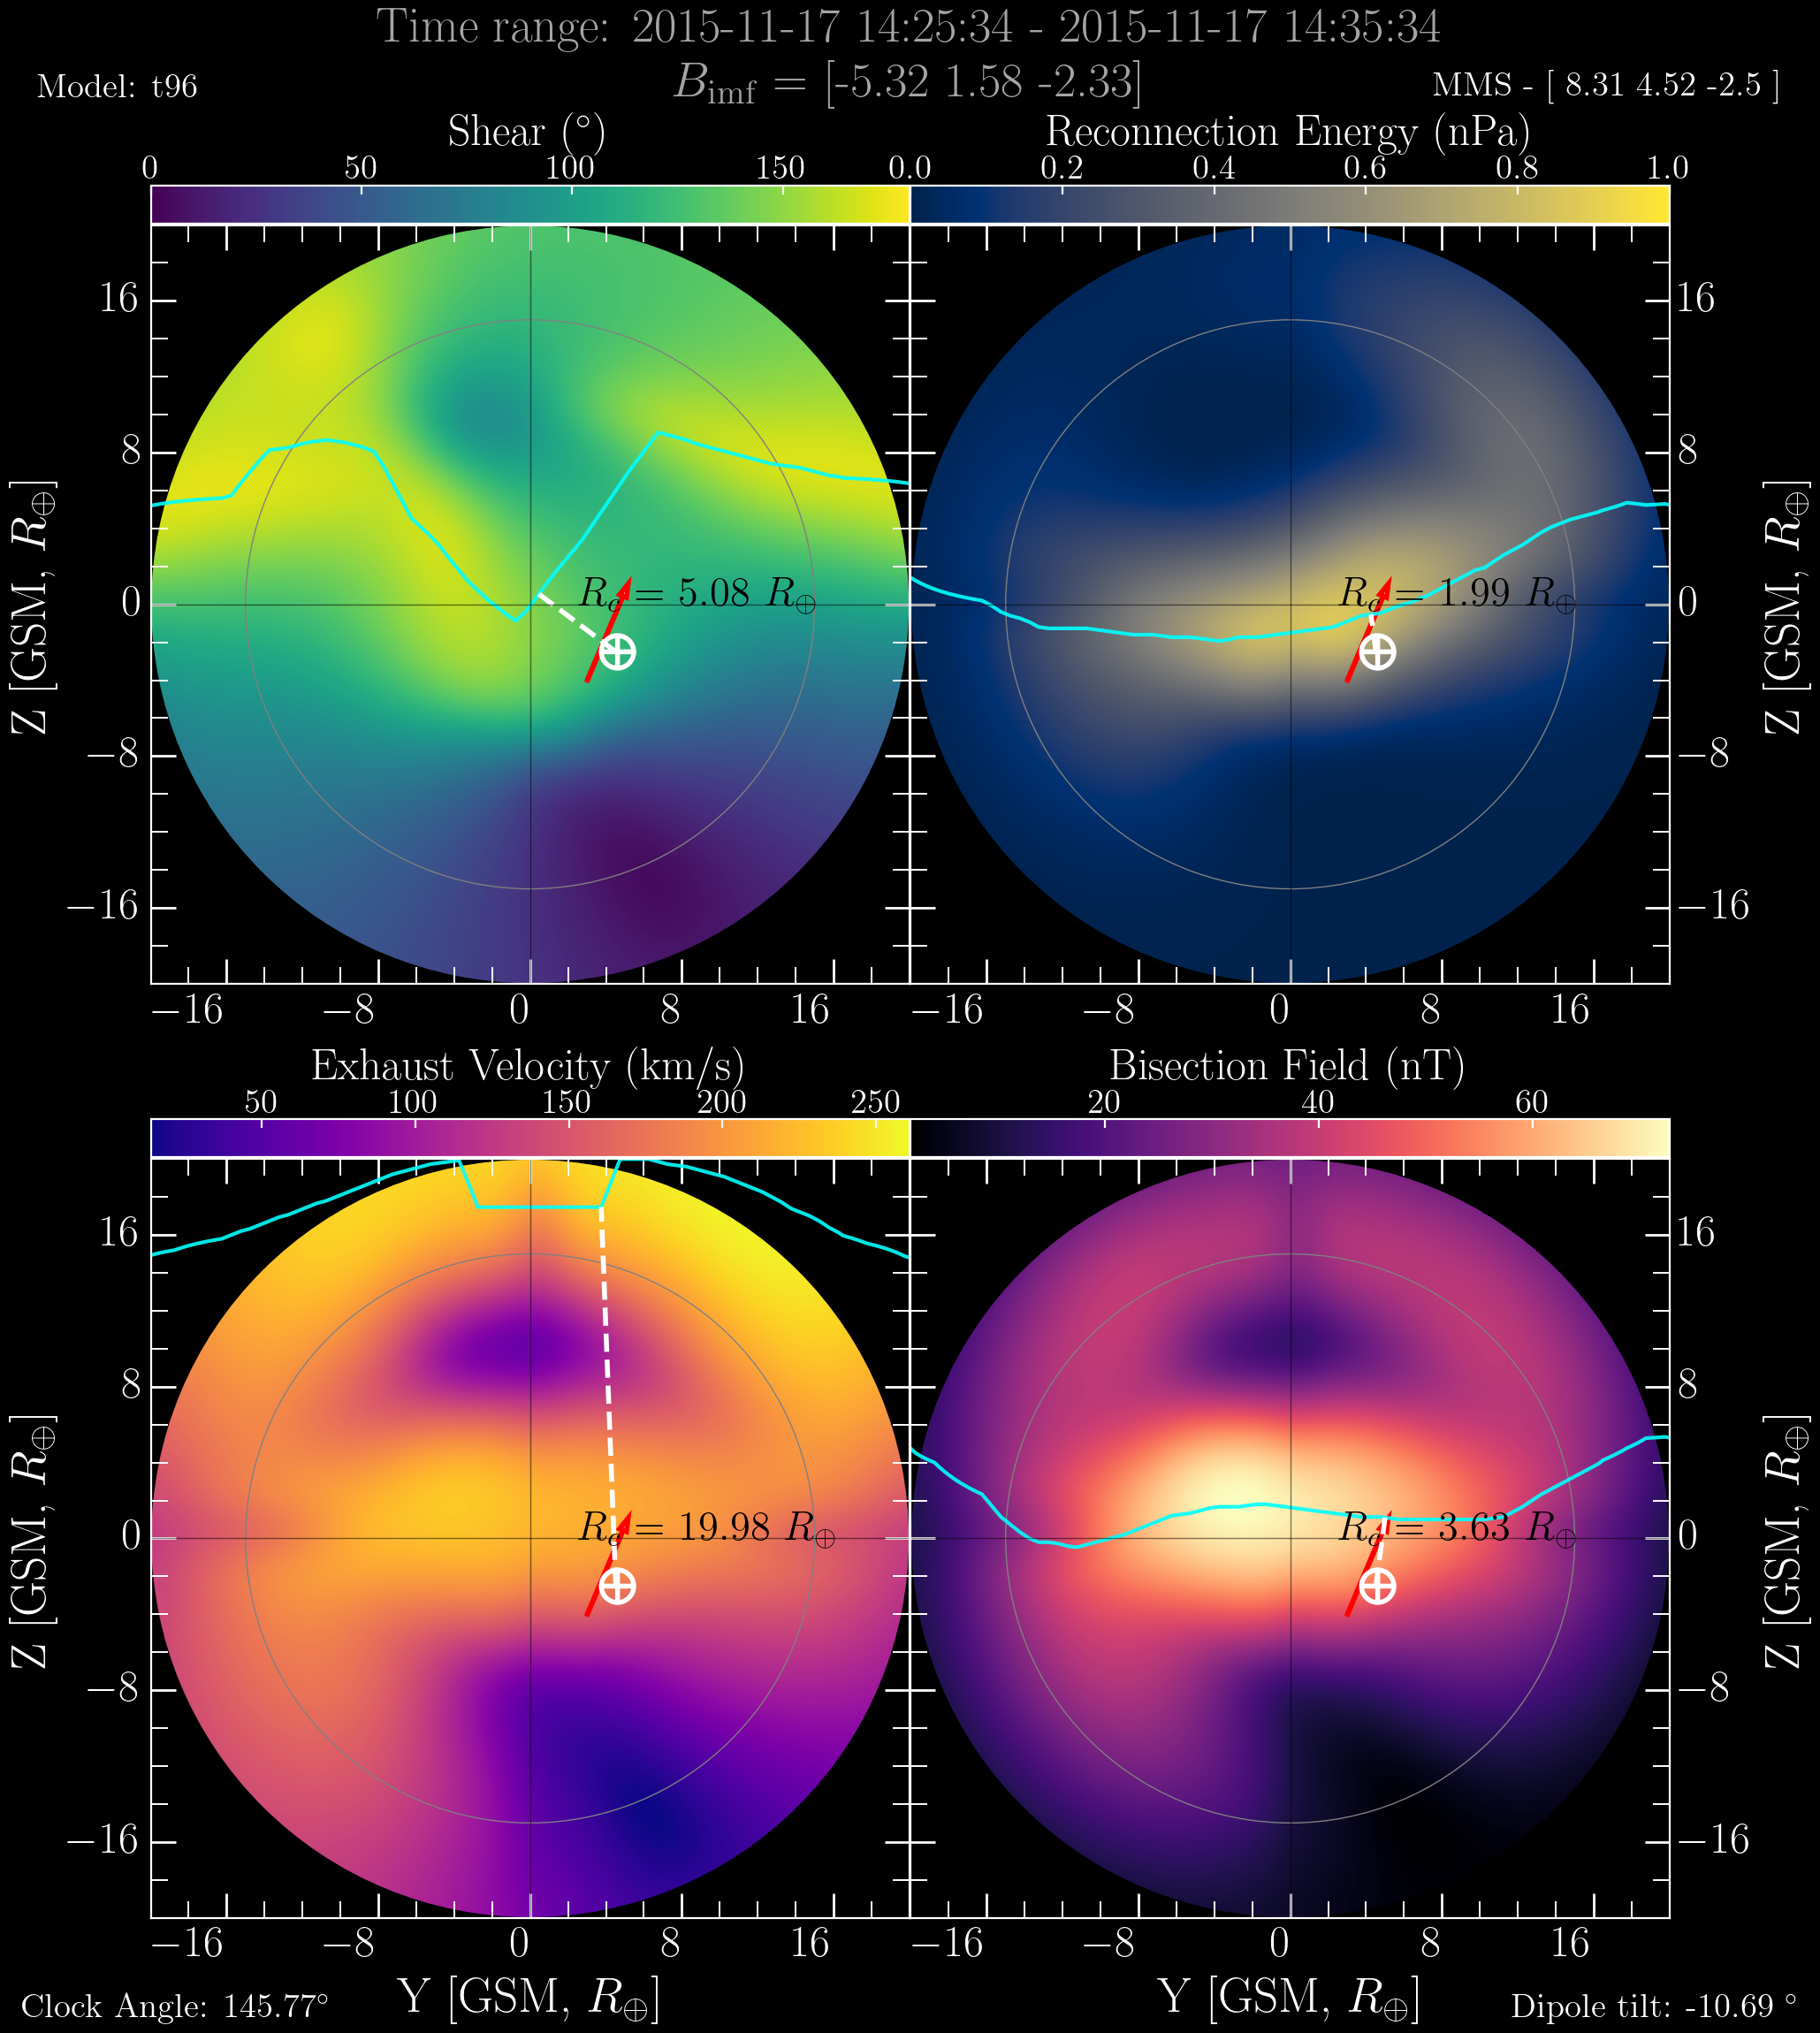 Time range: 2015-11-17 14:25:34 - 2015-11-17 14:35:34
Model: t96
B_imf = [-5.32 1.58 -2.33]
MMS - [ 8.31 4.52 -2.5 ]
Shear (°)
Reconnection Energy (nPa)
0 50 100 150
0.0 0.2 0.4 0.6 0.8 1.0
16 8 0 −8 −16
Z [GSM, R⊕]
R_c = 5.08 R⊕
R_c = 1.99 R⊕
16 8 0 −8 −16
Z [GSM, R⊕]
−16 −8 0 8 16
−16 −8 0 8 16
Exhaust Velocity (km/s)
Bisection Field (nT)
50 100 150 200 250
20 40 60
16 8 0 −8 −16
Z [GSM, R⊕]
R_c = 19.98 R⊕
R_c = 3.63 R⊕
16 8 0 −8 −16
Z [GSM, R⊕]
−16 −8 0 8 16
−16 −8 0 8 16
Y [GSM, R⊕]
Y [GSM, R⊕]
Clock Angle: 145.77°
Dipole tilt: -10.69 °